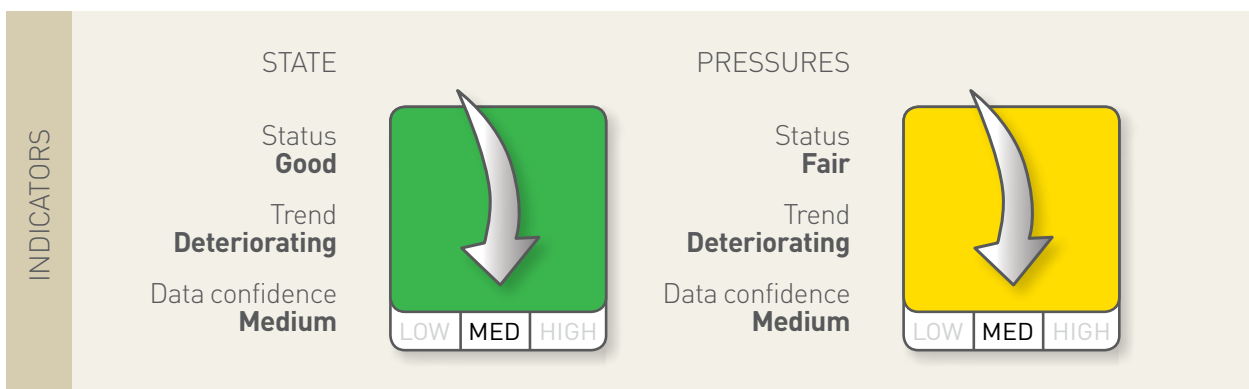 INDICATORS
STATE
Status
Good
Trend
Deteriorating
Data confidence
Medium
LOW MED HIGH
PRESSURES
Status
Fair
Trend
Deteriorating
Data confidence
Medium
LOW MED HIGH